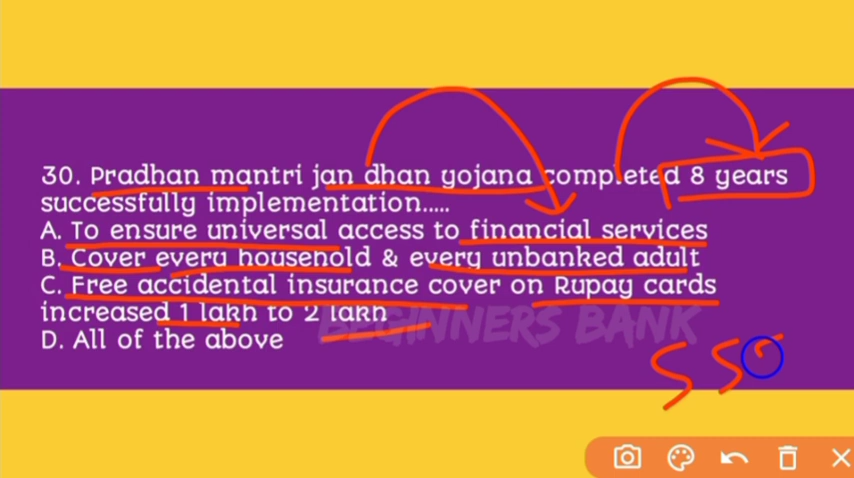 30. Pradhan mantri jan dhan yojana completed 8 years
successfully implementation.....
A. To ensure universal access to financial services
B. Cover every household & every unbanked adult
C. Free accidental insurance cover on Rupay cards
increased 1 lakh to 2 lakh
D. All of the above
BEGINNERS BANK